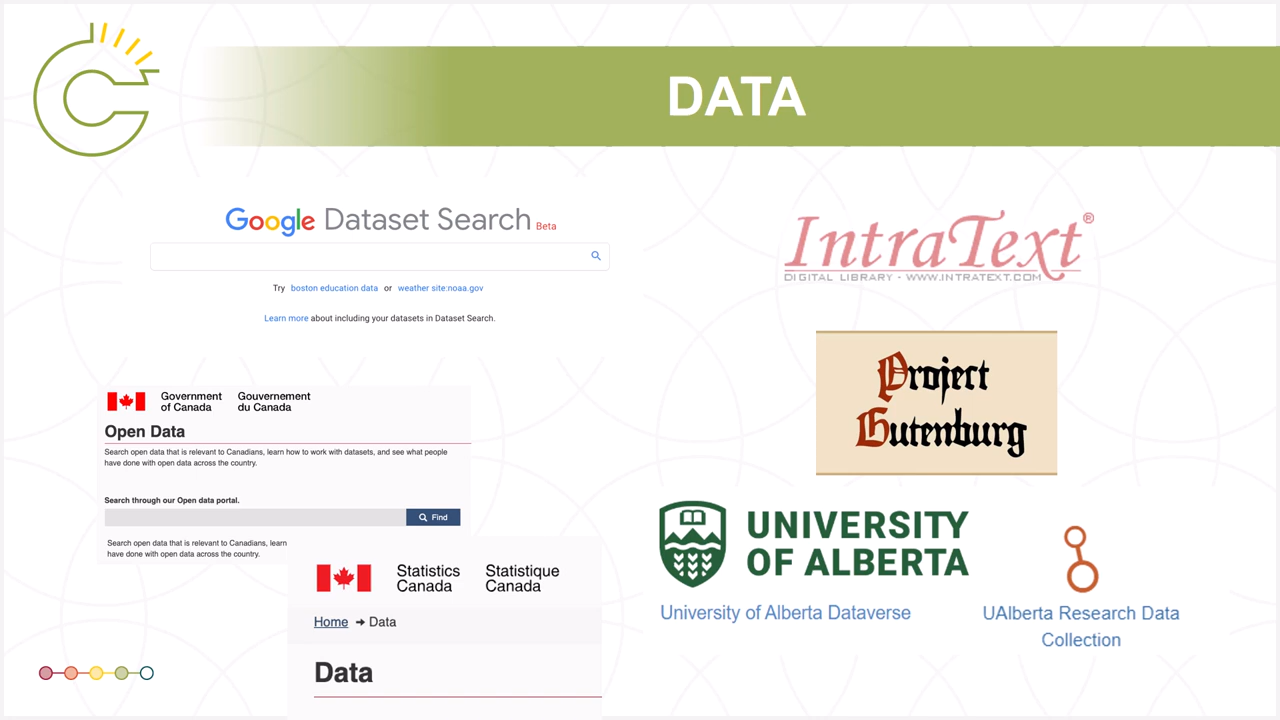 DATA
Google Dataset Search Beta
Try boston education data or weather site:noaa.gov
Learn more about including your datasets in Dataset Search.
Government of Canada
Gouvernement du Canada
Open Data
Search open data that is relevant to Canadians, learn how to work with datasets, and see what people
have done with open data across the country.
Search through our Open data portal.
Find
Search open data that is relevant to Canadians, learn
have done with open data across the country.
Statistics Canada
Statistique Canada
Home ➔ Data
Data
IntraText®
DIGITAL LIBRARY - WWW.INTRATEXT.COM
Project
Gutenburg
UNIVERSITY
OF ALBERTA
University of Alberta Dataverse
UAlberta Research Data
Collection